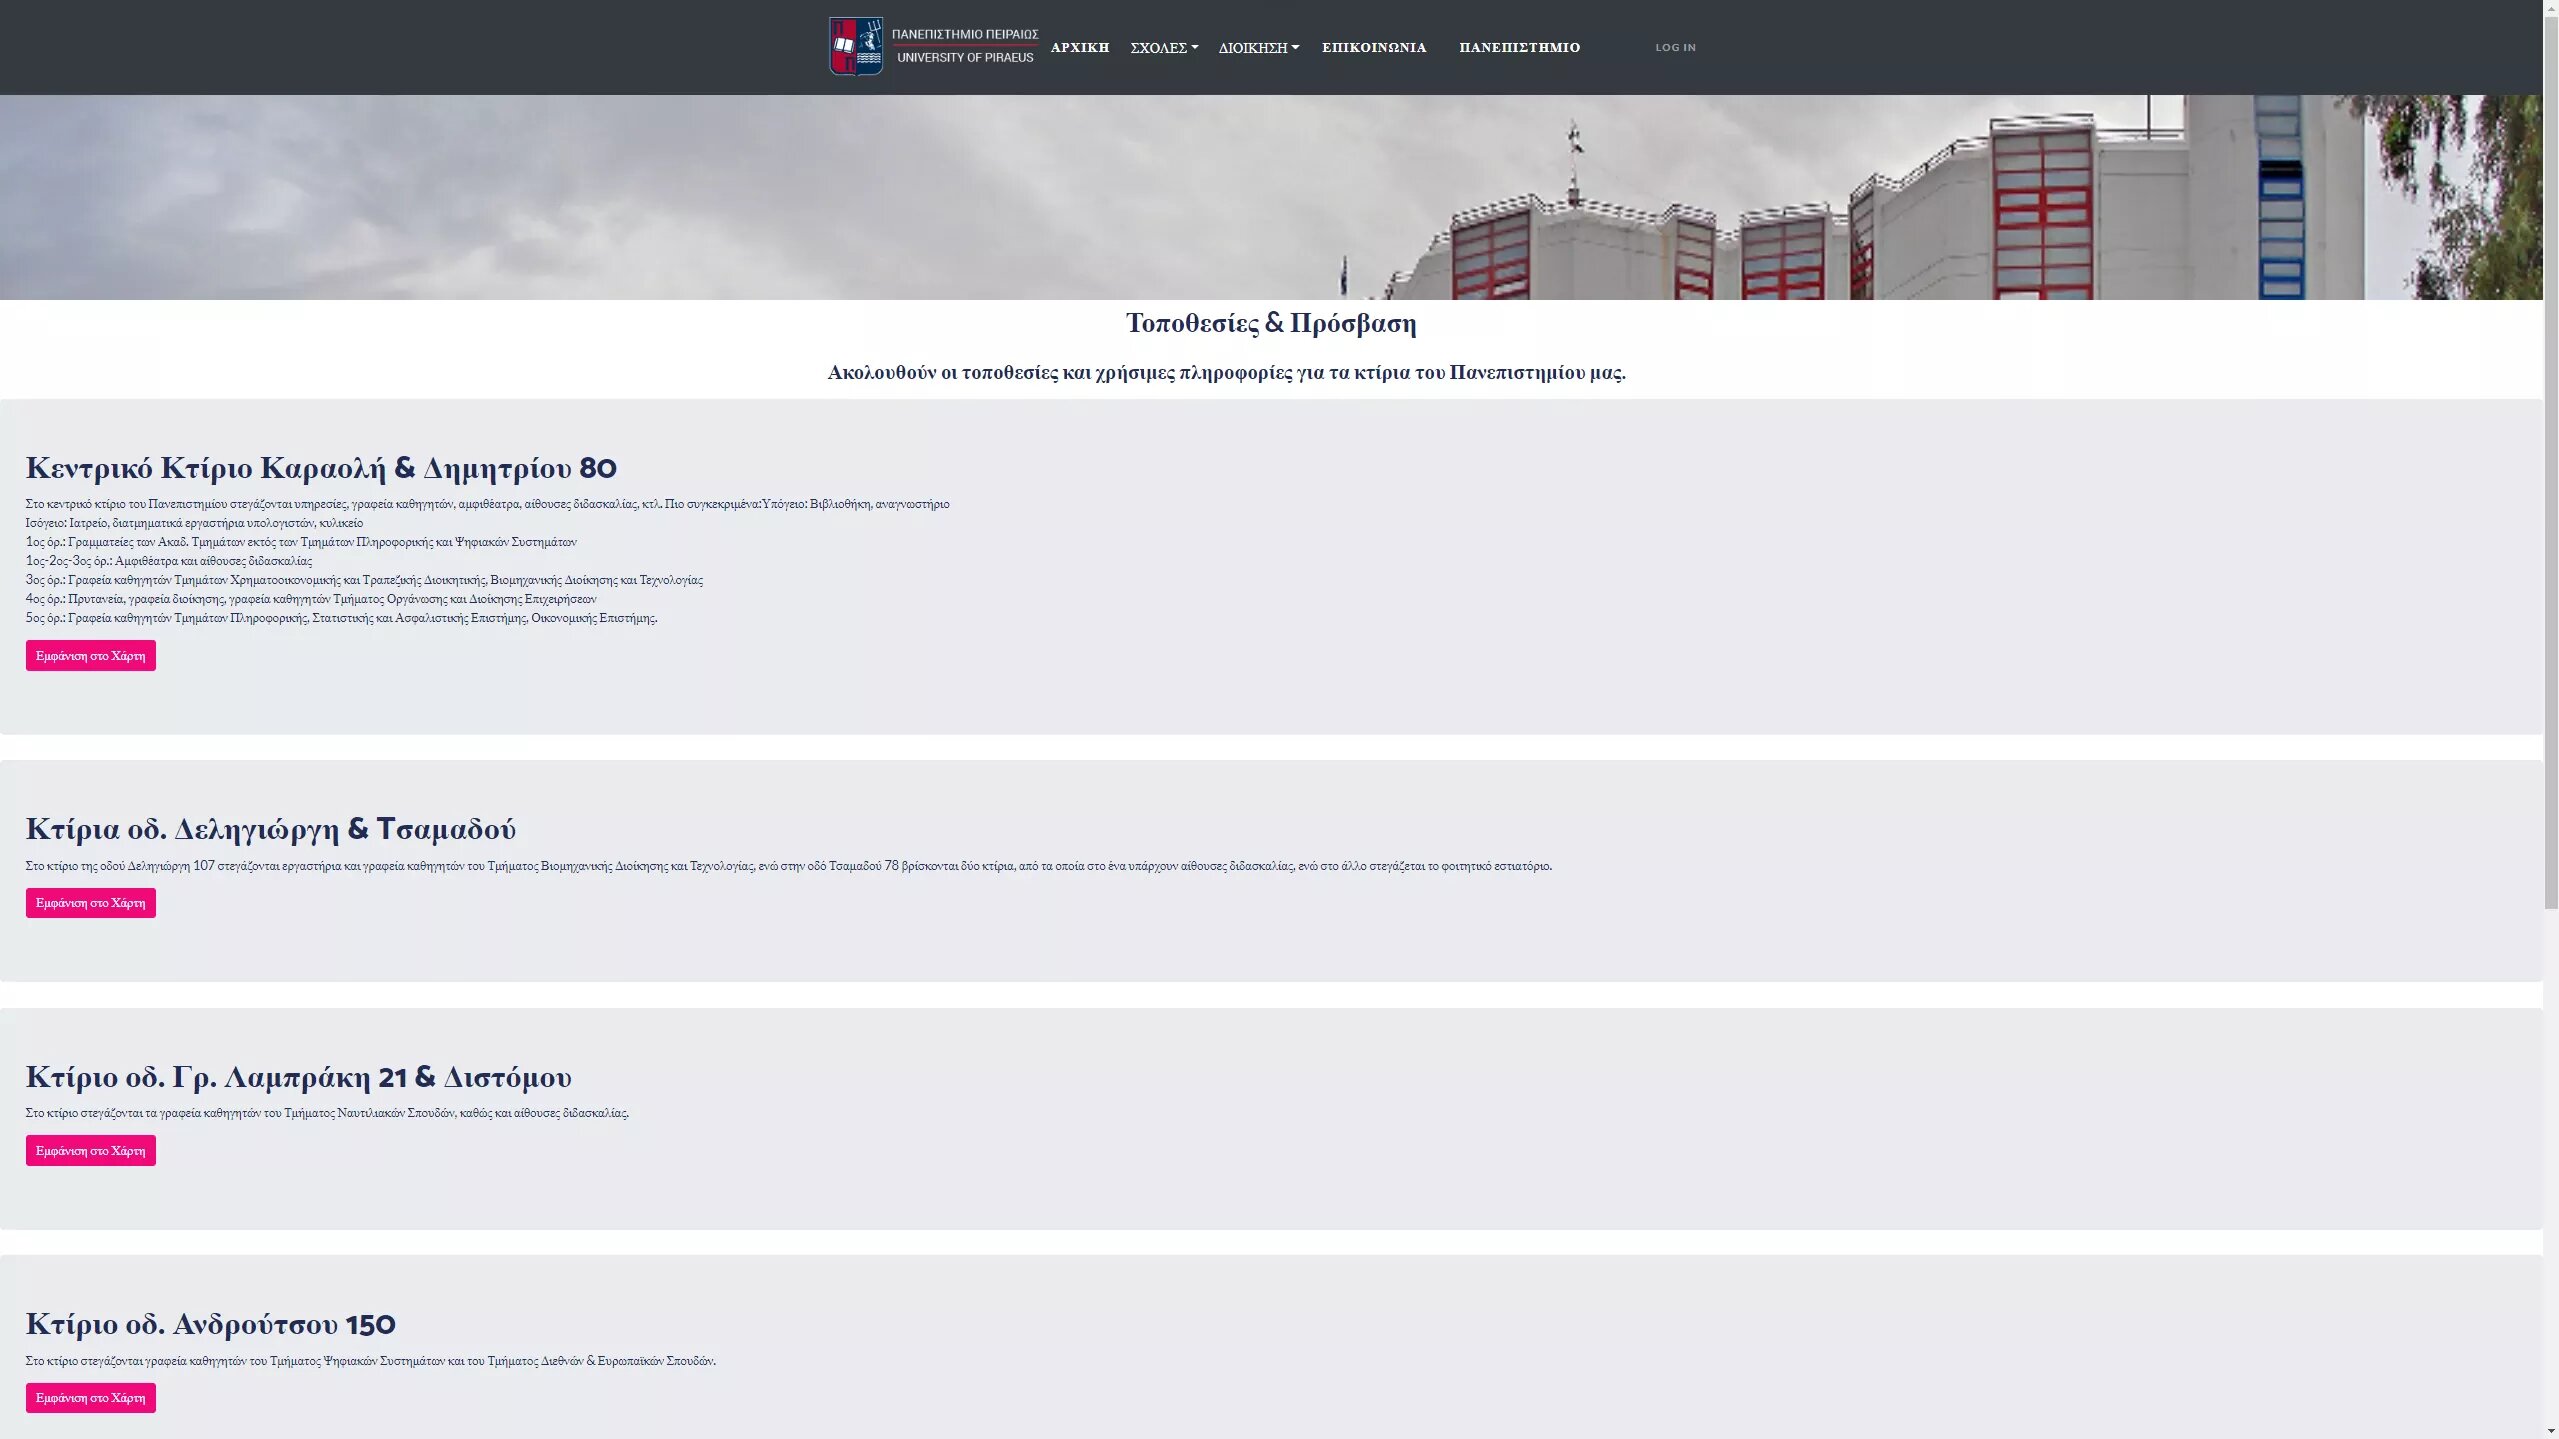 ΠΑΝΕΠΙΣΤΗΜΙΟ ΠΕΙΡΑΙΩΣ
UNIVERSITY OF PIRAEUS
ΑΡΧΙΚΗ ΣΧΟΛΕΣ ΔΙΟΙΚΗΣΗ ΕΠΙΚΟΙΝΩΝΙΑ ΠΑΝΕΠΙΣΤΗΜΙΟ LOG IN
Τοποθεσίες & Πρόσβαση
Ακολουθούν οι τοποθεσίες και χρήσιμες πληροφορίες για τα κτίρια του Πανεπιστημίου μας.
Κεντρικό Κτίριο Καραολή & Δημητρίου 80
Στο κεντρικό κτίριο του Πανεπιστημίου στεγάζονται υπηρεσίες, γραφεία καθηγητών, αμφιθέατρα, αίθουσες διδασκαλίας, κτλ. Πιο συγκεκριμένα:Υπόγειο: Βιβλιοθήκη, αναγνωστήριο
Ισόγειο: Ιατρείο, διατμηματικά εργαστήρια υπολογιστών, κυλικείο
1ος όρ.: Γραμματείες των Ακαδ. Τμημάτων εκτός των Τμημάτων Πληροφορικής και Ψηφιακών Συστημάτων
1ος-2ος-3ος όρ.: Αμφιθέατρα και αίθουσες διδασκαλίας
3ος όρ.: Γραφεία καθηγητών Τμημάτων Χρηματοοικονομικής και Τραπεζικής Διοικητικής, Βιομηχανικής Διοίκησης και Τεχνολογίας
4ος όρ.: Πρυτανεία, γραφεία διοίκησης, γραφεία καθηγητών Τμήματος Οργάνωσης και Διοίκησης Επιχειρήσεων
5ος όρ.: Γραφεία καθηγητών Τμημάτων Πληροφορικής, Στατιστικής και Ασφαλιστικής Επιστήμης, Οικονομικής Επιστήμης.
Εμφάνιση στο Χάρτη
Κτίρια οδ. Δεληγιώργη & Τσαμαδού
Στο κτίριο της οδού Δεληγιώργη 107 στεγάζονται εργαστήρια και γραφεία καθηγητών του Τμήματος Βιομηχανικής Διοίκησης και Τεχνολογίας, ενώ στην οδό Τσαμαδού 78 βρίσκονται δύο κτίρια, από τα οποία στο ένα υπάρχουν αίθουσες διδασκαλίας, ενώ στο άλλο στεγάζεται το φοιτητικό εστιατόριο.
Εμφάνιση στο Χάρτη
Κτίριο οδ. Γρ. Λαμπράκη 21 & Διστόμου
Στο κτίριο στεγάζονται τα γραφεία καθηγητών του Τμήματος Ναυτιλιακών Σπουδών, καθώς και αίθουσες διδασκαλίας.
Εμφάνιση στο Χάρτη
Κτίριο οδ. Ανδρούτσου 150
Στο κτίριο στεγάζονται γραφεία καθηγητών του Τμήματος Ψηφιακών Συστημάτων και του Τμήματος Διεθνών & Ευρωπαϊκών Σπουδών.
Εμφάνιση στο Χάρτη